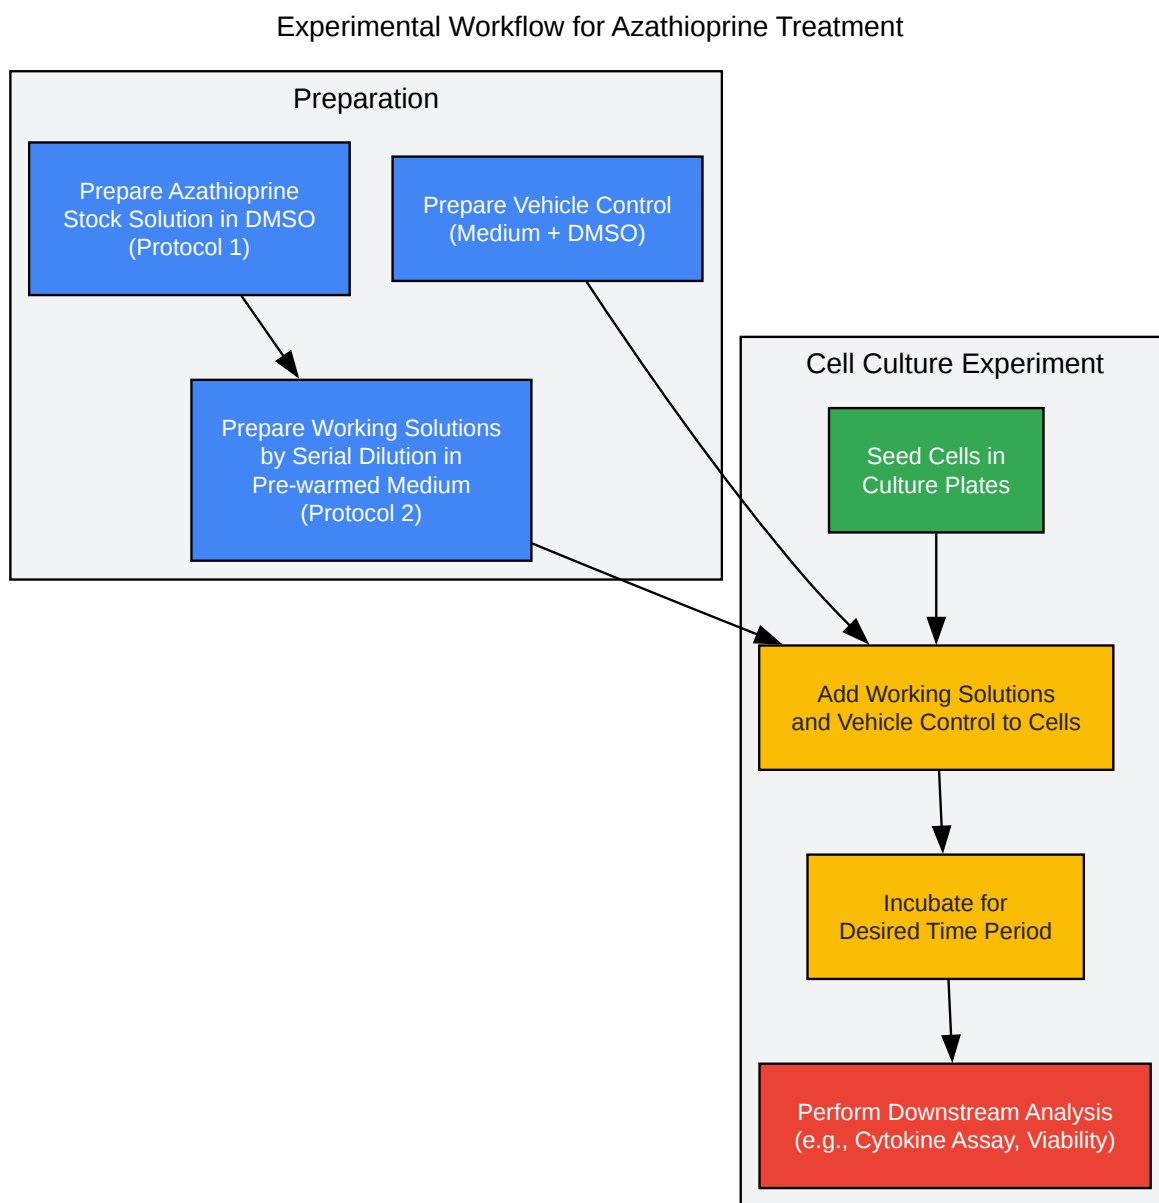 Experimental Workflow for Azathioprine Treatment
Preparation
Prepare Azathioprine
Stock Solution in DMSO
(Protocol 1)
Prepare Vehicle Control
(Medium + DMSO)
Prepare Working Solutions
by Serial Dilution in
Pre-warmed Medium
(Protocol 2)
Cell Culture Experiment
Seed Cells in
Culture Plates
Add Working Solutions
and Vehicle Control to Cells
Incubate for
Desired Time Period
Perform Downstream Analysis
(e.g., Cytokine Assay, Viability)